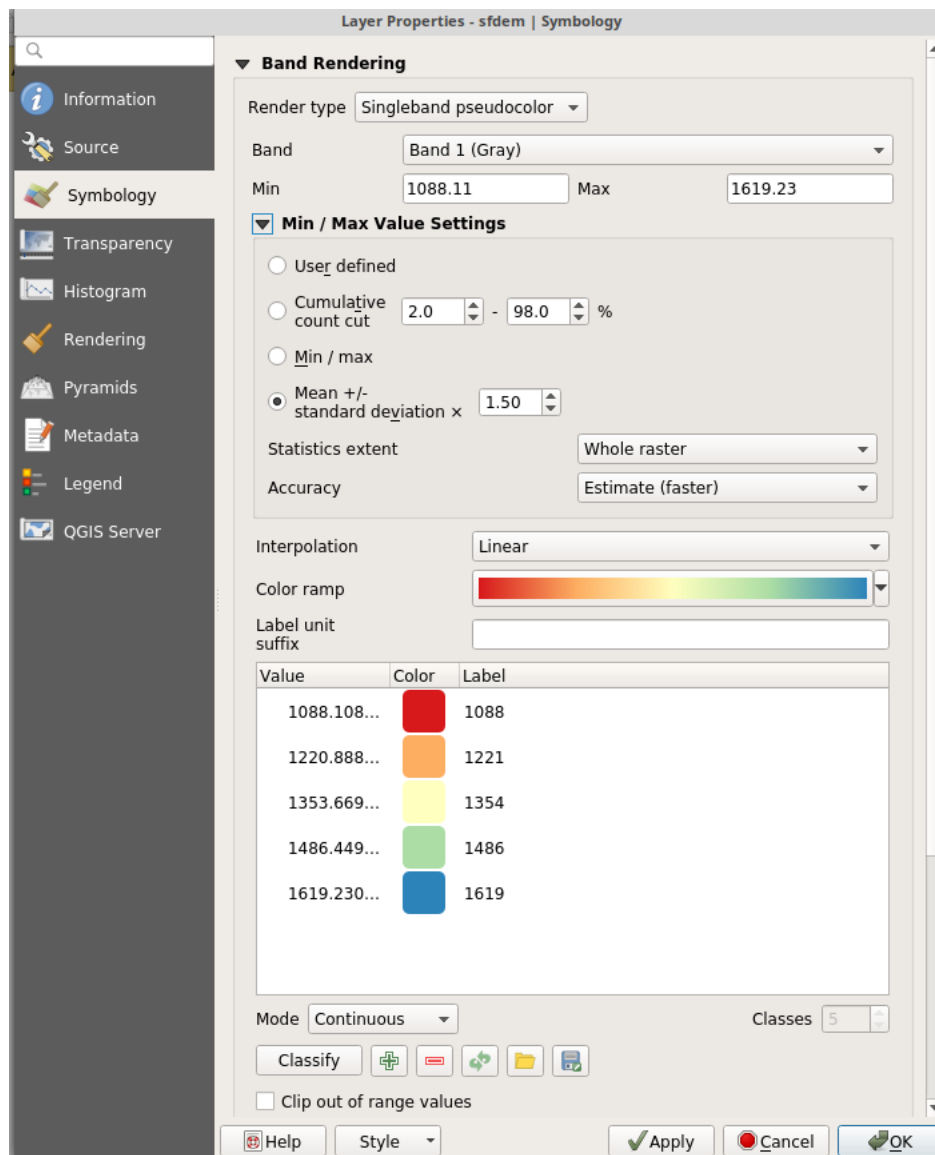 Layer Properties - sfdem | Symbology
Information
Source
Symbology
Transparency
Histogram
Rendering
Pyramids
Metadata
Legend
QGIS Server
Band Rendering
Render type Singleband pseudocolor
Band Band 1 (Gray)
Min 1088.11 Max 1619.23
Min / Max Value Settings
User defined
Cumulative
count cut 2.0 - 98.0 %
Min / max
Mean +/-
standard deviation × 1.50
Statistics extent Whole raster
Accuracy Estimate (faster)
Interpolation Linear
Color ramp
Label unit
suffix
Value Color Label
1088.108... 1088
1220.888... 1221
1353.669... 1354
1486.449... 1486
1619.230... 1619
Mode Continuous Classes 5
Classify
Clip out of range values
Help Style Apply Cancel OK